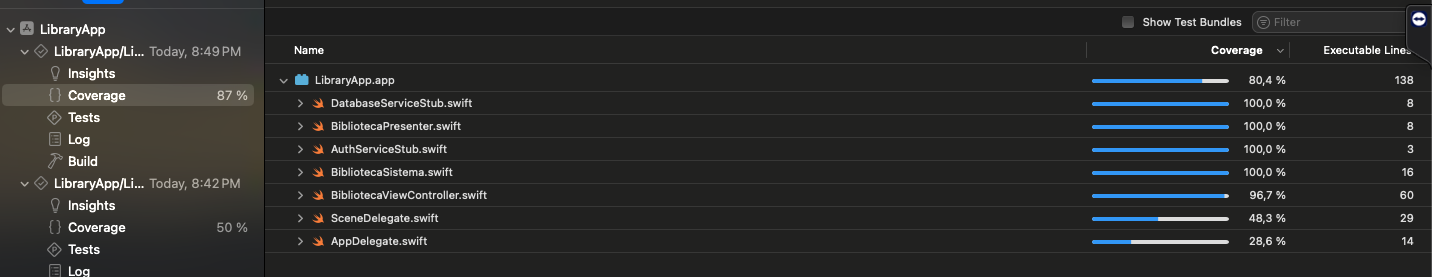 LibraryApp
LibraryApp/Li... Today, 8:49 PM
Insights
Coverage 87 %
Tests
Log
Build
LibraryApp/Li... Today, 8:42 PM
Insights
Coverage 50 %
Tests
Log
Show Test Bundles Filter
Name Coverage Executable Lines
LibraryApp.app 80,4 % 138
DatabaseServiceStub.swift 100,0 % 8
BibliotecaPresenter.swift 100,0 % 8
AuthServiceStub.swift 100,0 % 3
BibliotecaSistema.swift 100,0 % 16
BibliotecaViewController.swift 96,7 % 60
SceneDelegate.swift 48,3 % 29
AppDelegate.swift 28,6 % 14